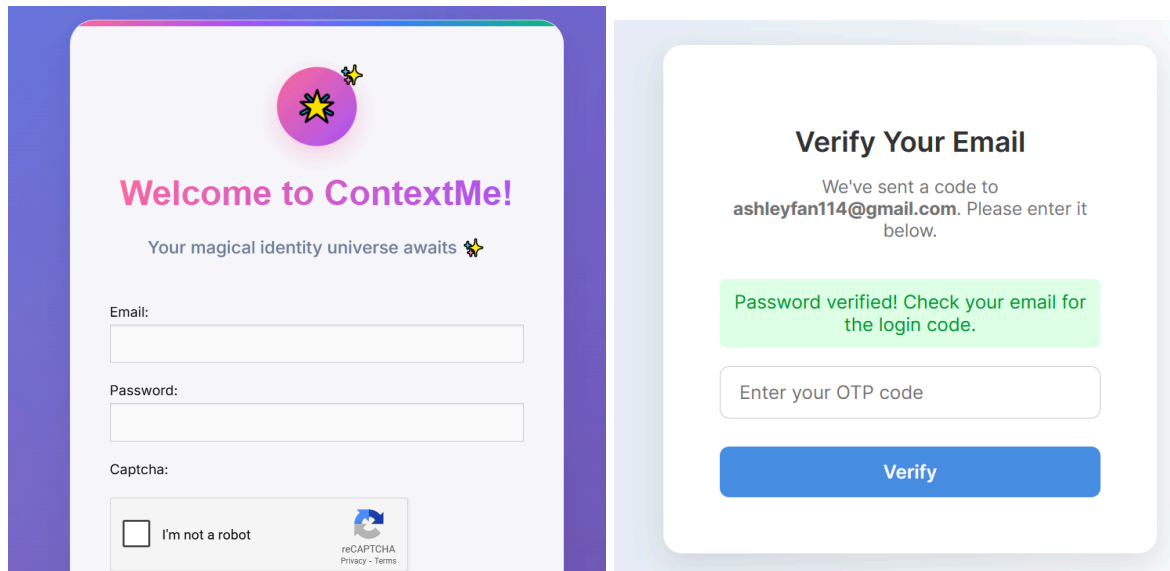 Welcome to ContextMe!
Your magical identity universe awaits
Email:
Password:
Captcha:
I'm not a robot
reCAPTCHA
Privacy - Terms
Verify Your Email
We've sent a code to
ashleyfan114@gmail.com. Please enter it
below.
Password verified! Check your email for
the login code.
Enter your OTP code
Verify